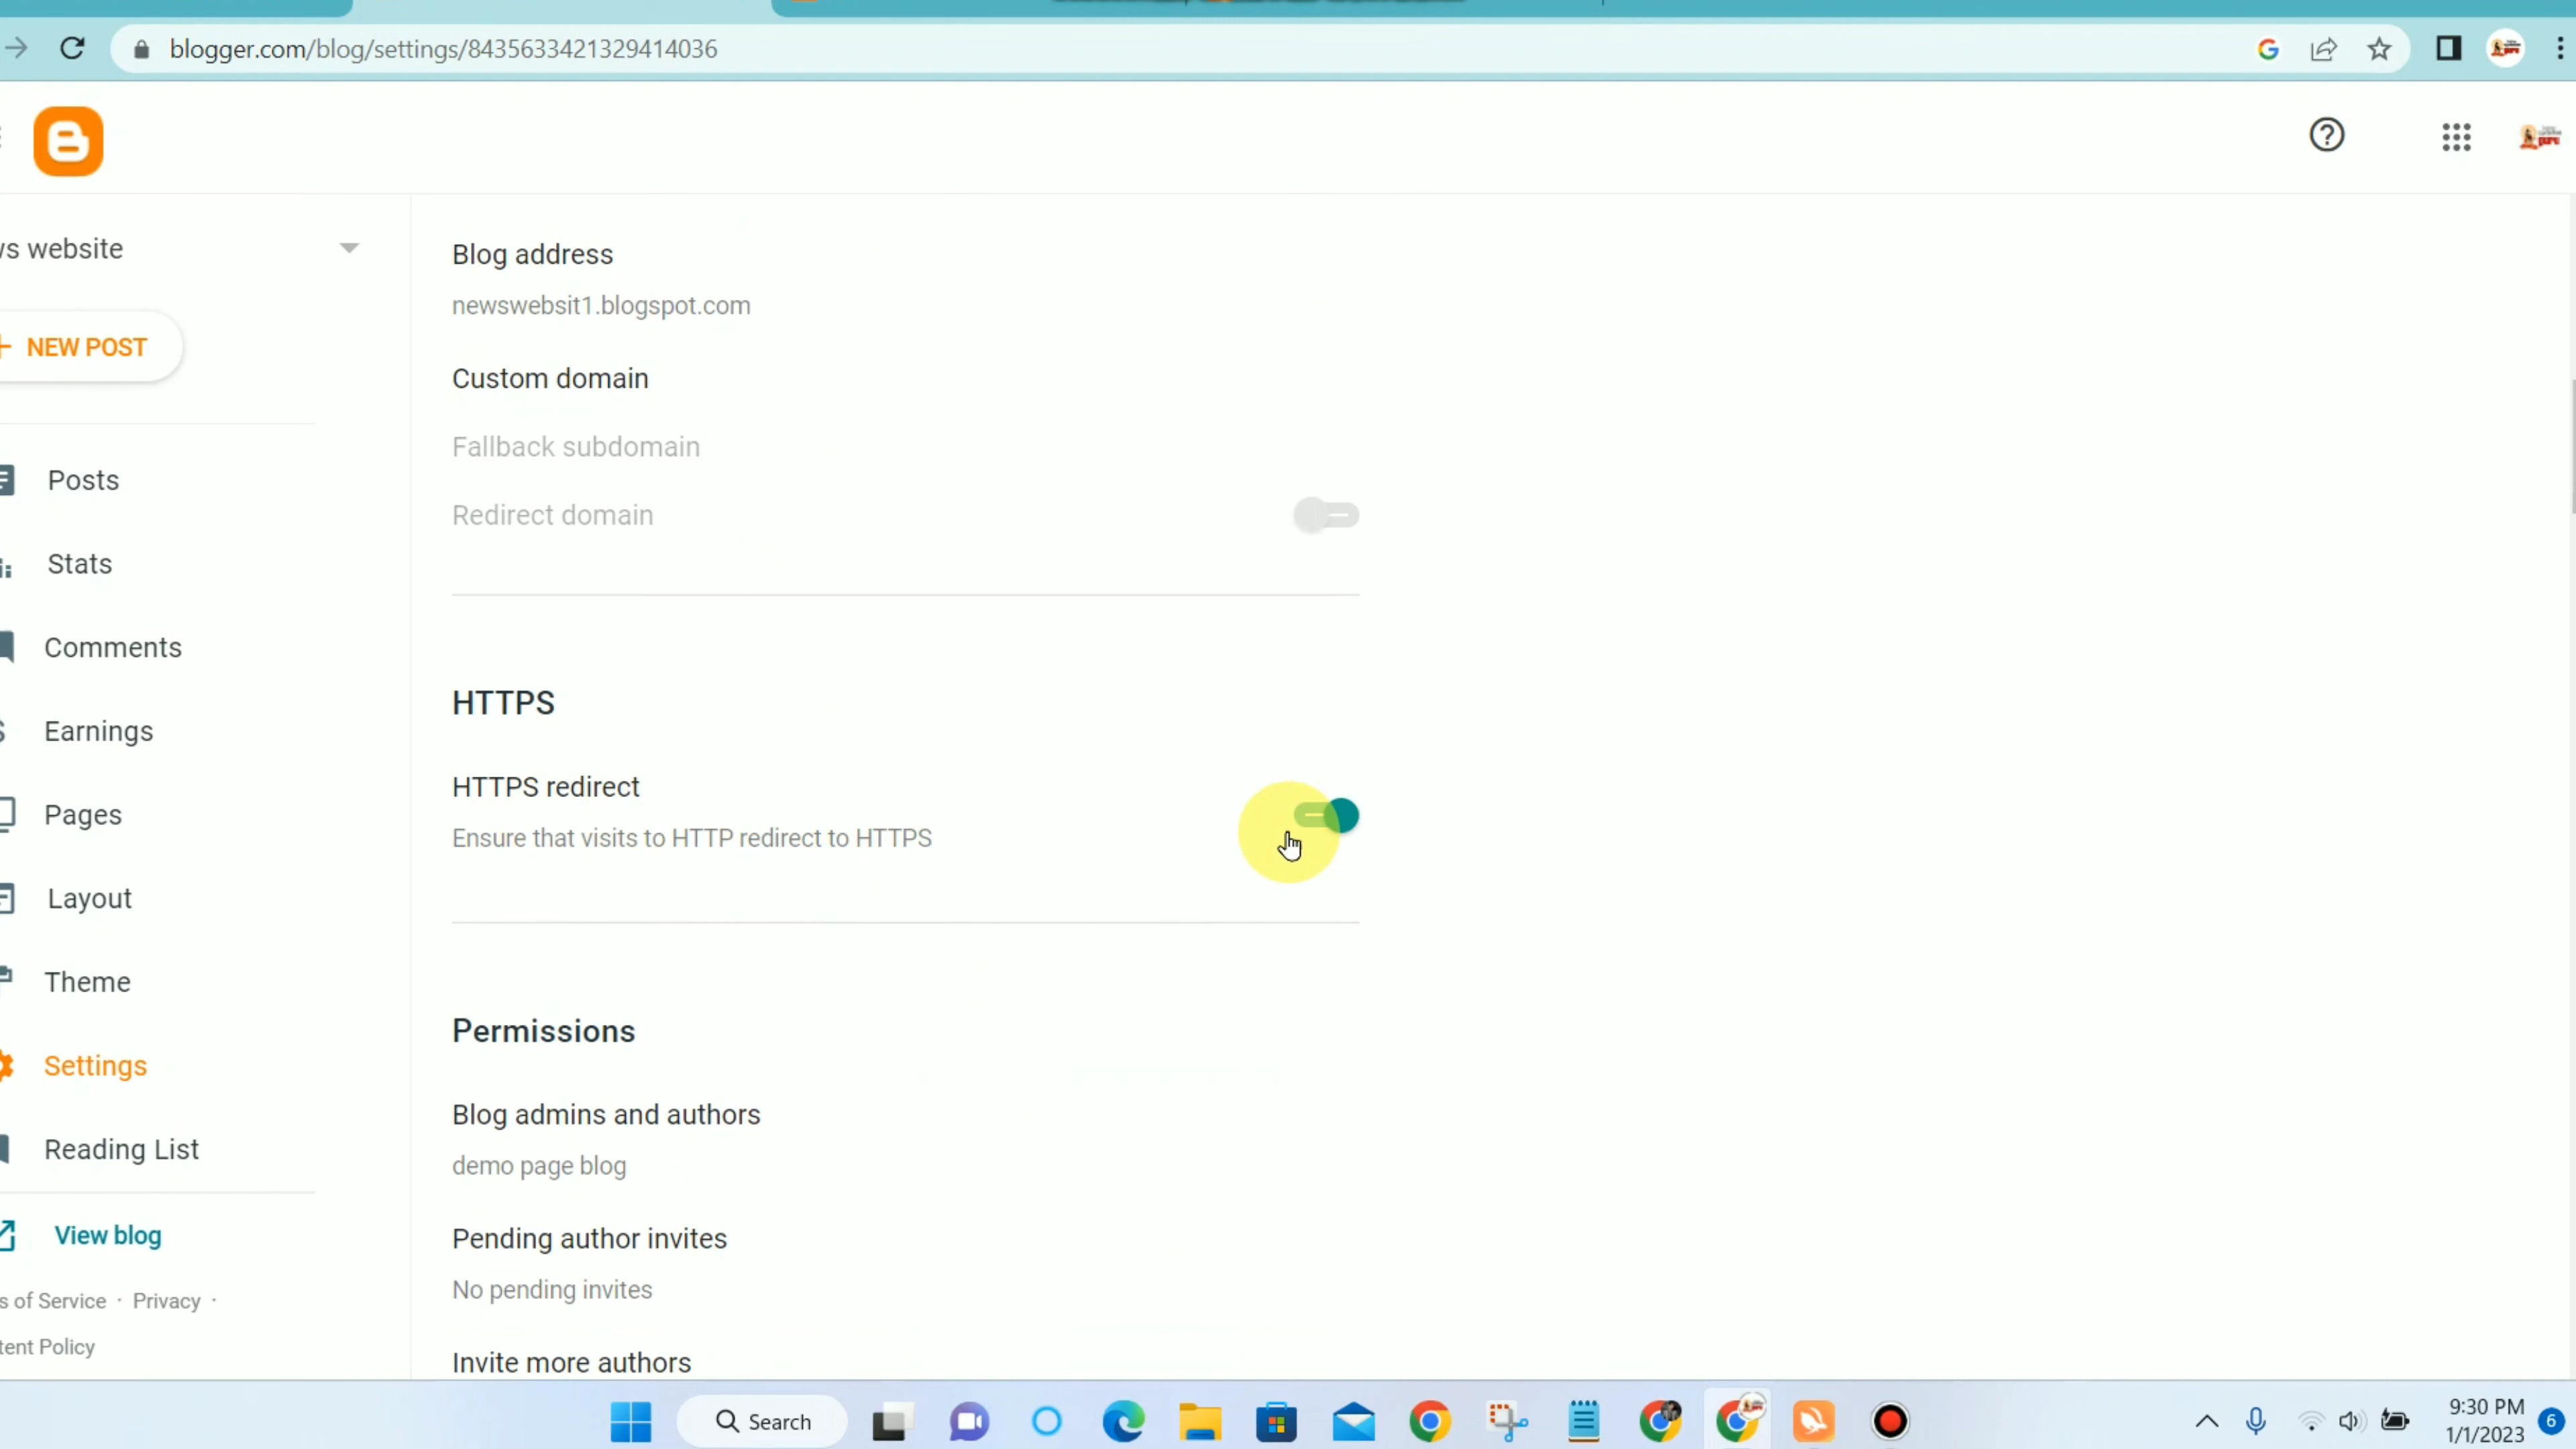 blogger.com/blog/settings/8435633421329414036
ws website
NEW POST
Posts
Stats
Comments
Earnings
Pages
Layout
Theme
Settings
Reading List
View blog
s of Service · Privacy ·
tent Policy
Blog address
newswebsit1.blogspot.com
Custom domain
Fallback subdomain
Redirect domain
HTTPS
HTTPS redirect
Ensure that visits to HTTP redirect to HTTPS
Permissions
Blog admins and authors
demo page blog
Pending author invites
No pending invites
Invite more authors
Search
9:30 PM
1/1/2023
6